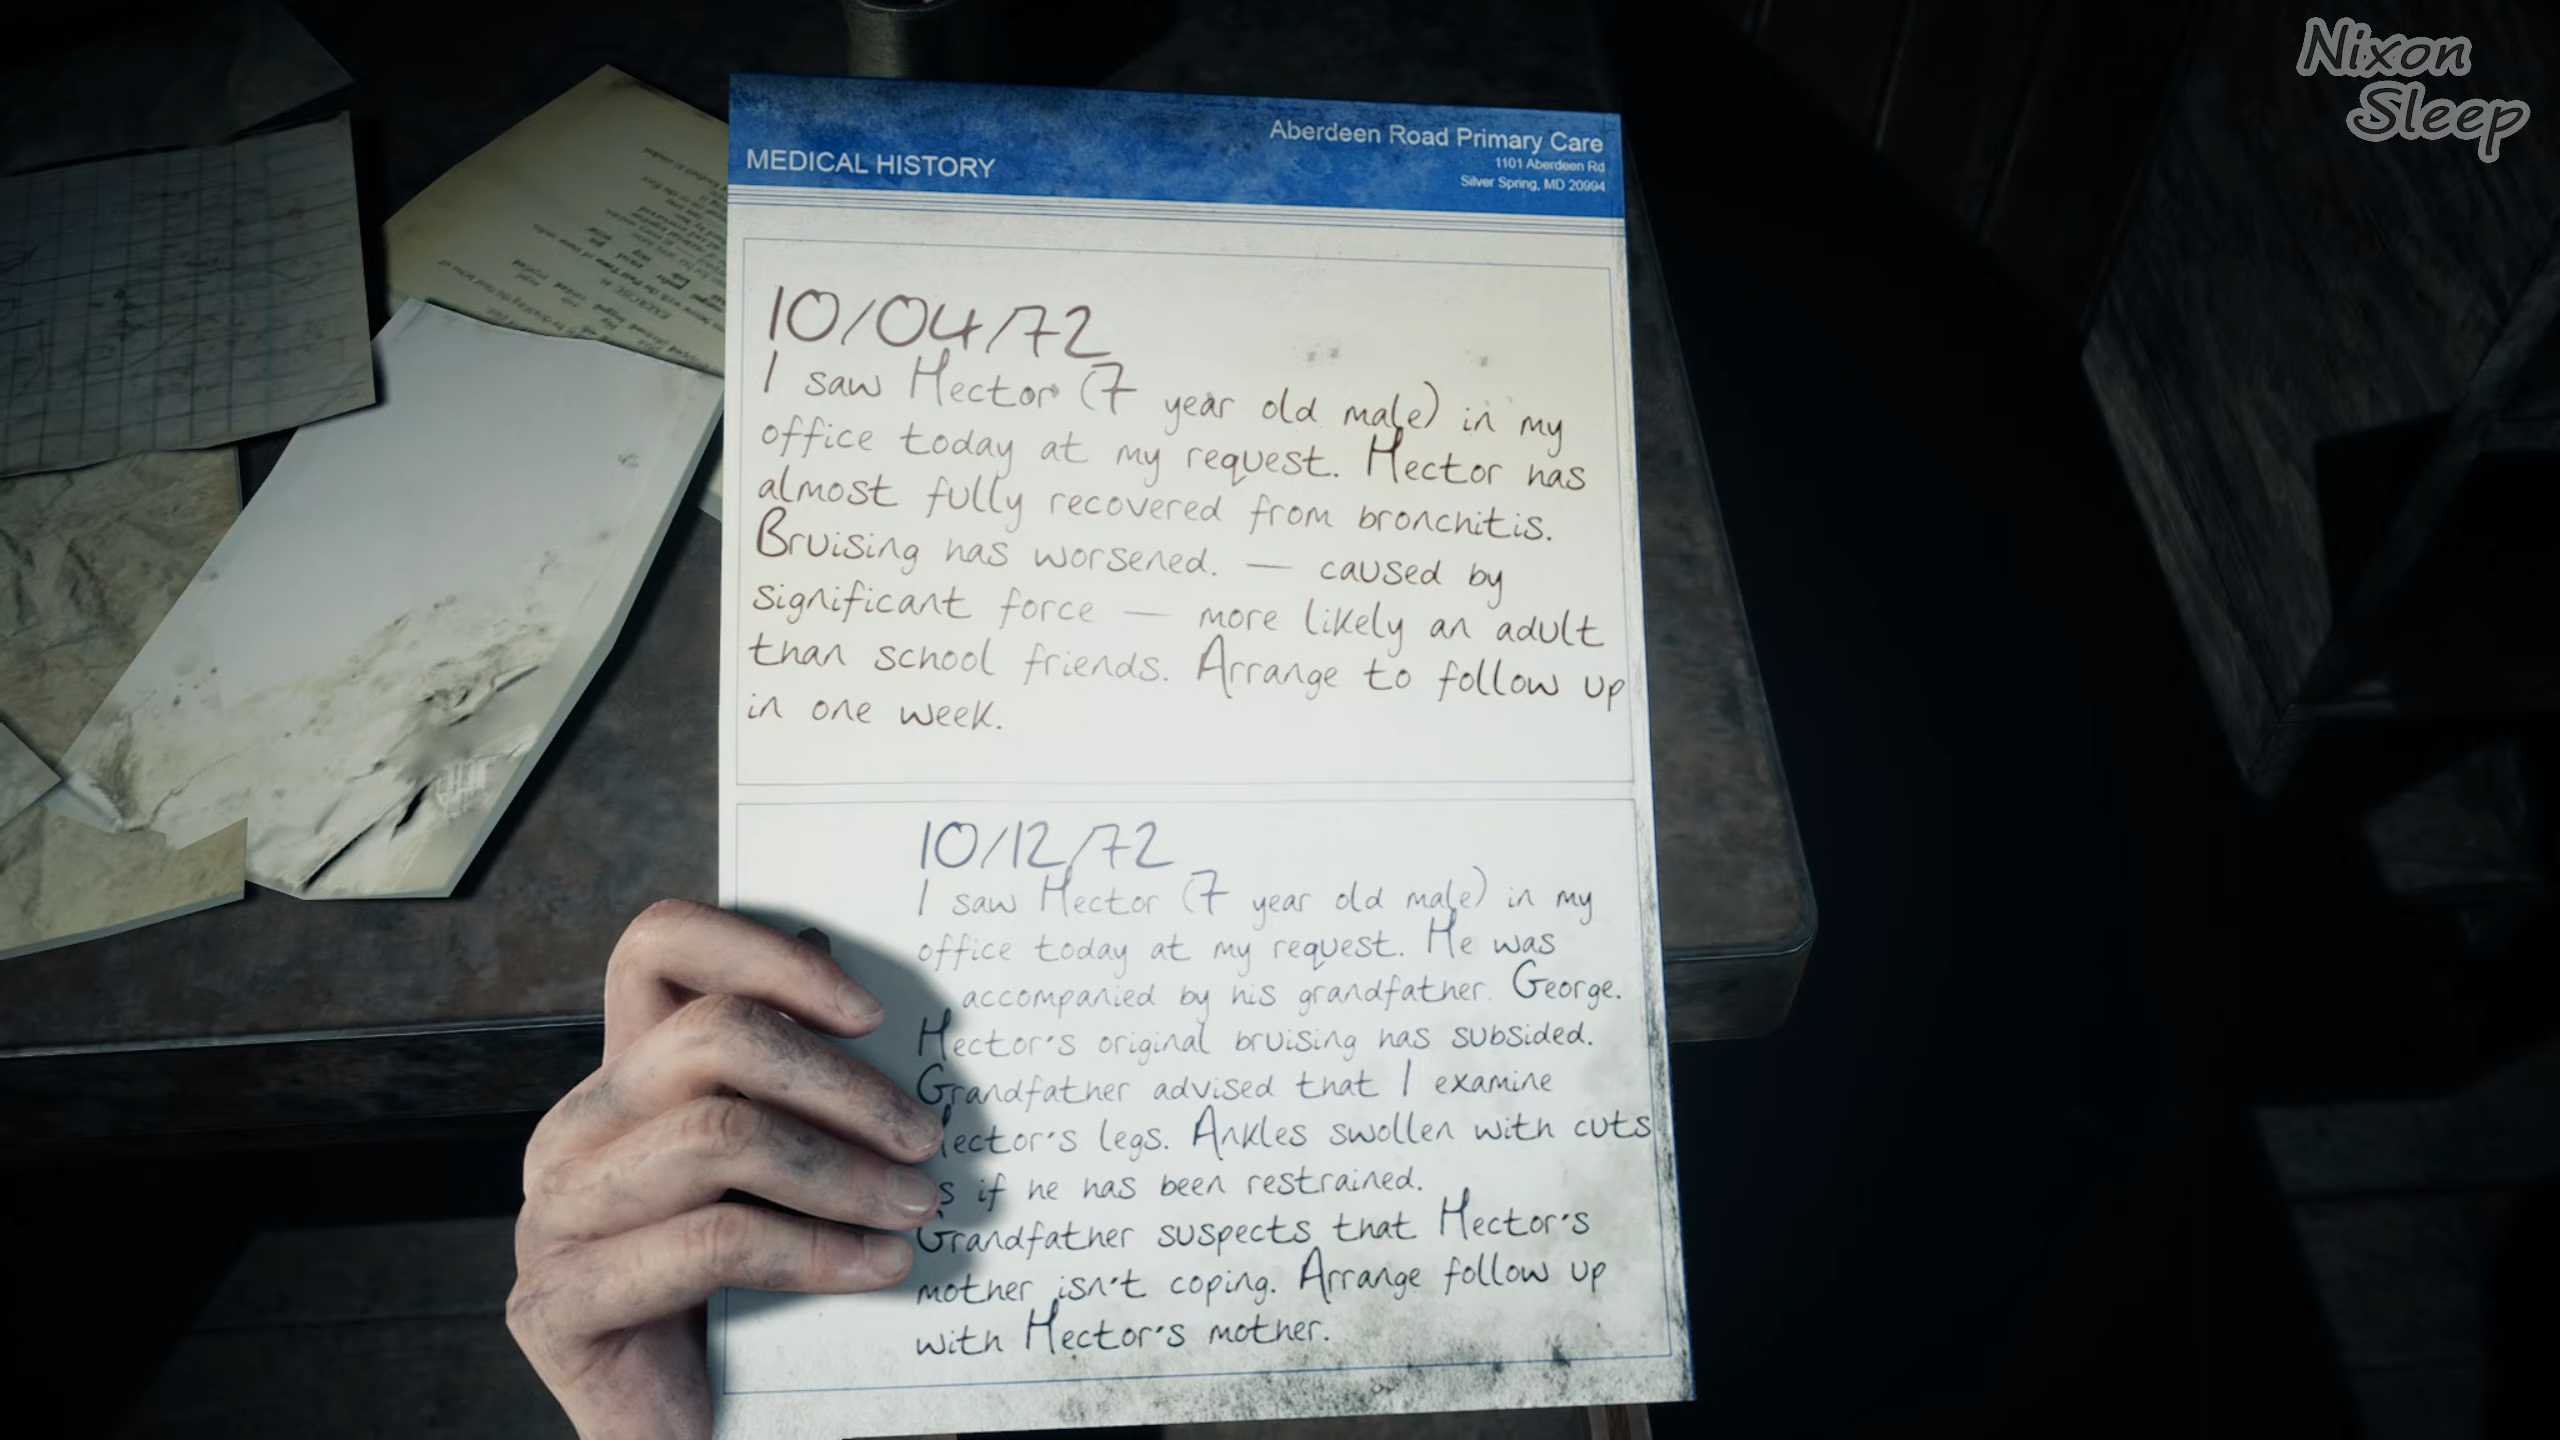 Nixon
Sleep
Aberdeen Road Primary Care
1101 Aberdeen Rd
Silver Spring, MD 20994
MEDICAL HISTORY
10/04/72
I saw Hector (7 year old male) in my
office today at my request. Hector has
almost fully recovered from bronchitis.
Bruising has worsened. — caused by
significant force — more likely an adult
than school friends. Arrange to follow up
in one week.
10/12/72
I saw Hector (7 year old male) in my
office today at my request. He was
accompanied by his grandfather. George.
Hector's original bruising has subsided.
Grandfather advised that I examine
ector's legs. Ankles swollen with cuts
s if he has been restrained.
Grandfather suspects that Hector's
mother isn't coping. Arrange follow up
with Hector's mother.